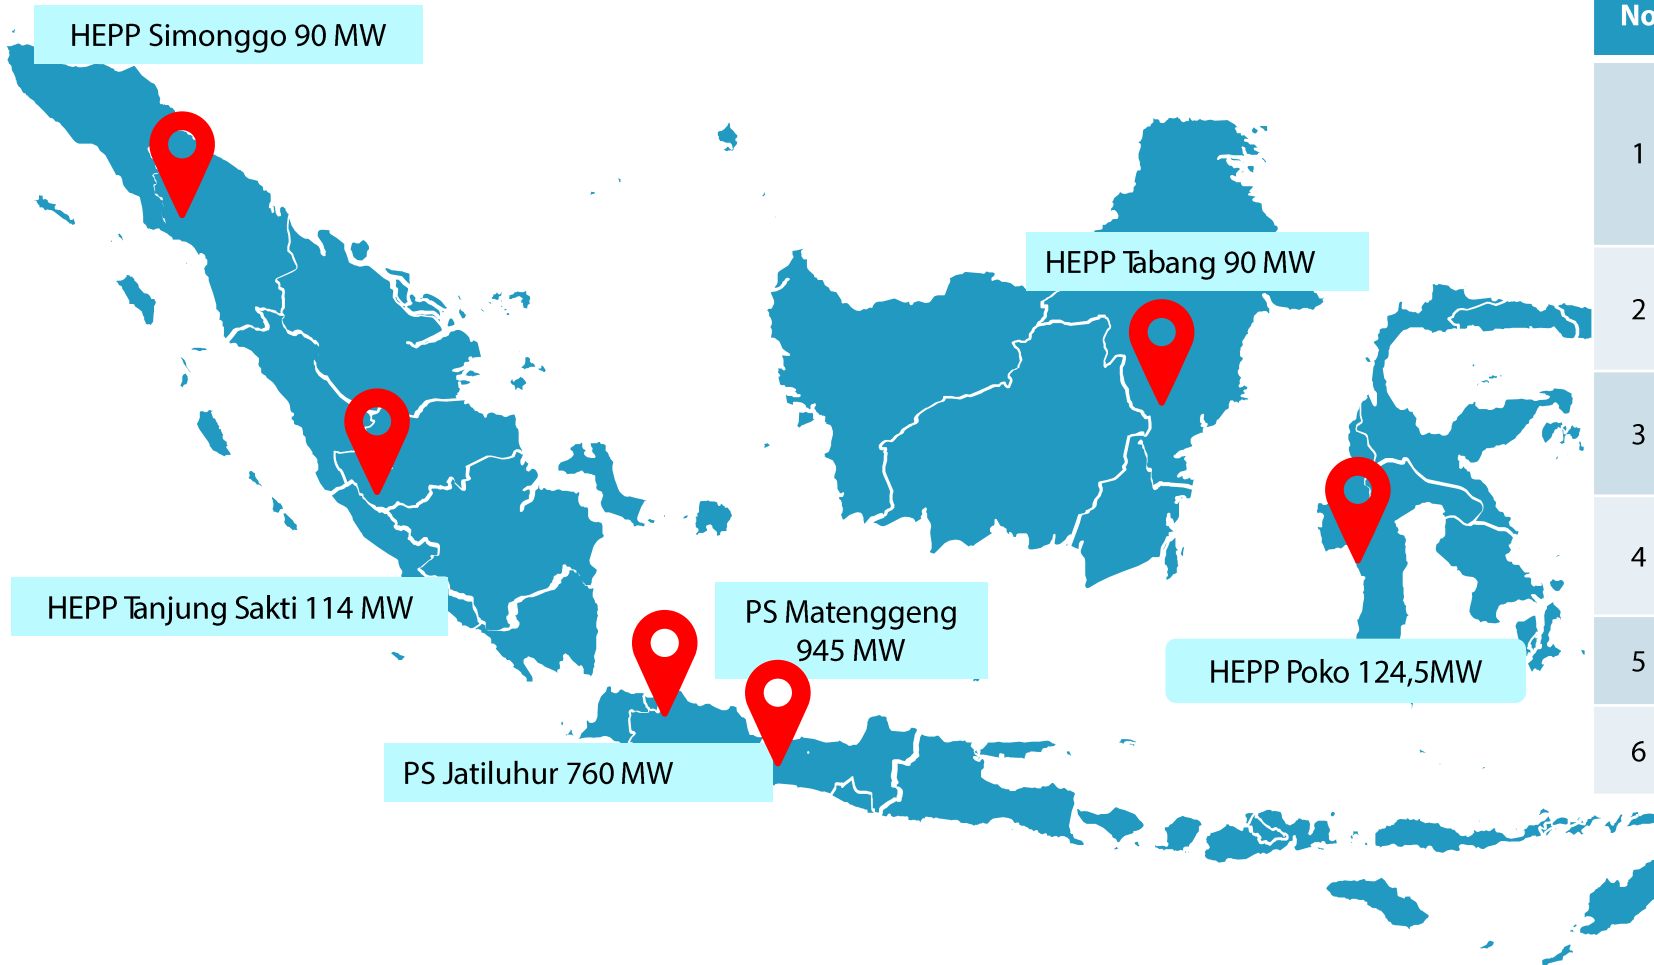 HEPP Simonggo 90 MW
HEPP Tabang 90 MW
HEPP Tanjung Sakti 114 MW
PS Matenggeng
945 MW
HEPP Poko 124,5MW
PS Jatiluhur 760 MW
No
1
2
3
4
5
6